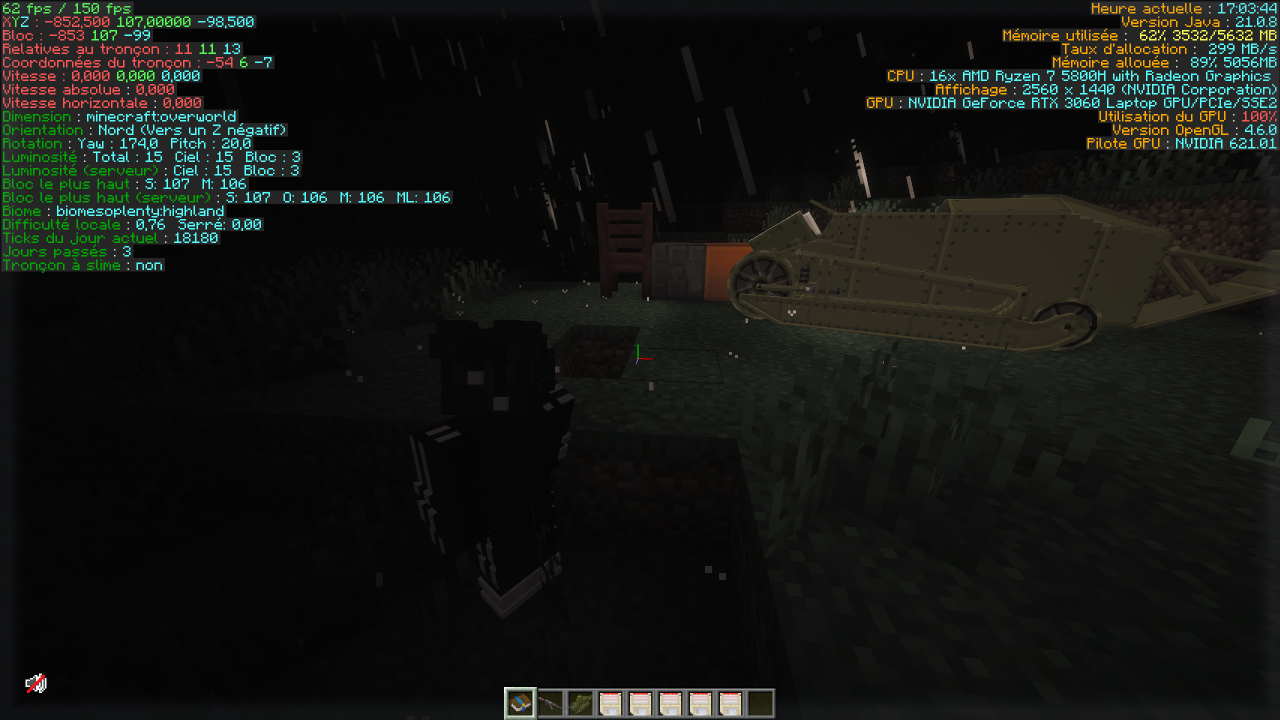 62 fps / 150 fps
XYZ : -852,500 107,00000 -98,500
Bloc : -853 107 -99
Relatives au tronçon : 11 11 13
Coordonnées du tronçon : -54 6 -7
Vitesse : 0,000 0,000 0,000
Vitesse absolue : 0,000
Vitesse horizontale : 0,000
Dimension : minecraft:overworld
Orientation : Nord (Vers un Z négatif)
Rotation : Yaw : 174,0 Pitch : 20,0
Luminosité : Total : 15 Ciel : 15 Bloc : 3
Luminosité (serveur) : Ciel : 15 Bloc : 3
Bloc le plus haut : S: 107 M: 106
Bloc le plus haut (serveur) : S: 107 O: 106 M: 106 ML: 106
Biome : biomesoplenty:highland
Difficulté locale : 0,76 Serré: 0,00
Ticks du jour actuel : 18180
Jours passés : 3
Tronçon à slime : non
Heure actuelle : 17:03:44
Version Java : 21.0.8
Mémoire utilisée : 62% 3532/5632 MB
Taux d'allocation : 299 MB/s
Mémoire allouée : 89% 5056MB
CPU : 16x AMD Ryzen 7 5800H with Radeon Graphics
Affichage : 2560 x 1440 (NVIDIA Corporation)
GPU : NVIDIA GeForce RTX 3060 Laptop GPU/PCIe/SSE2
Utilisation du GPU : 100%
Version OpenGL : 4.6.0
Pilote GPU : NVIDIA 621.01